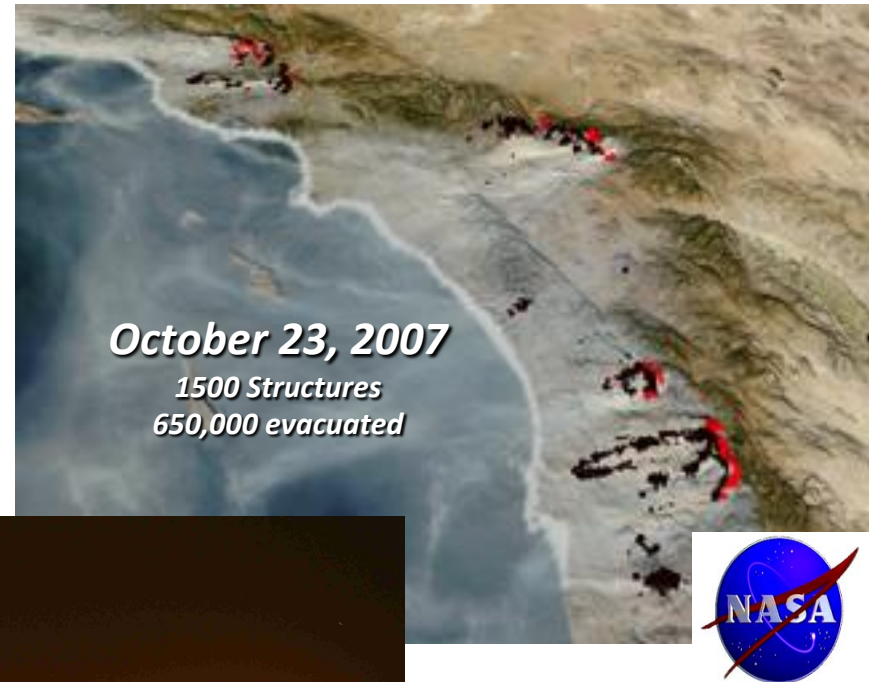 October 23, 2007
1500 Structures
650,000 evacuated
NASA